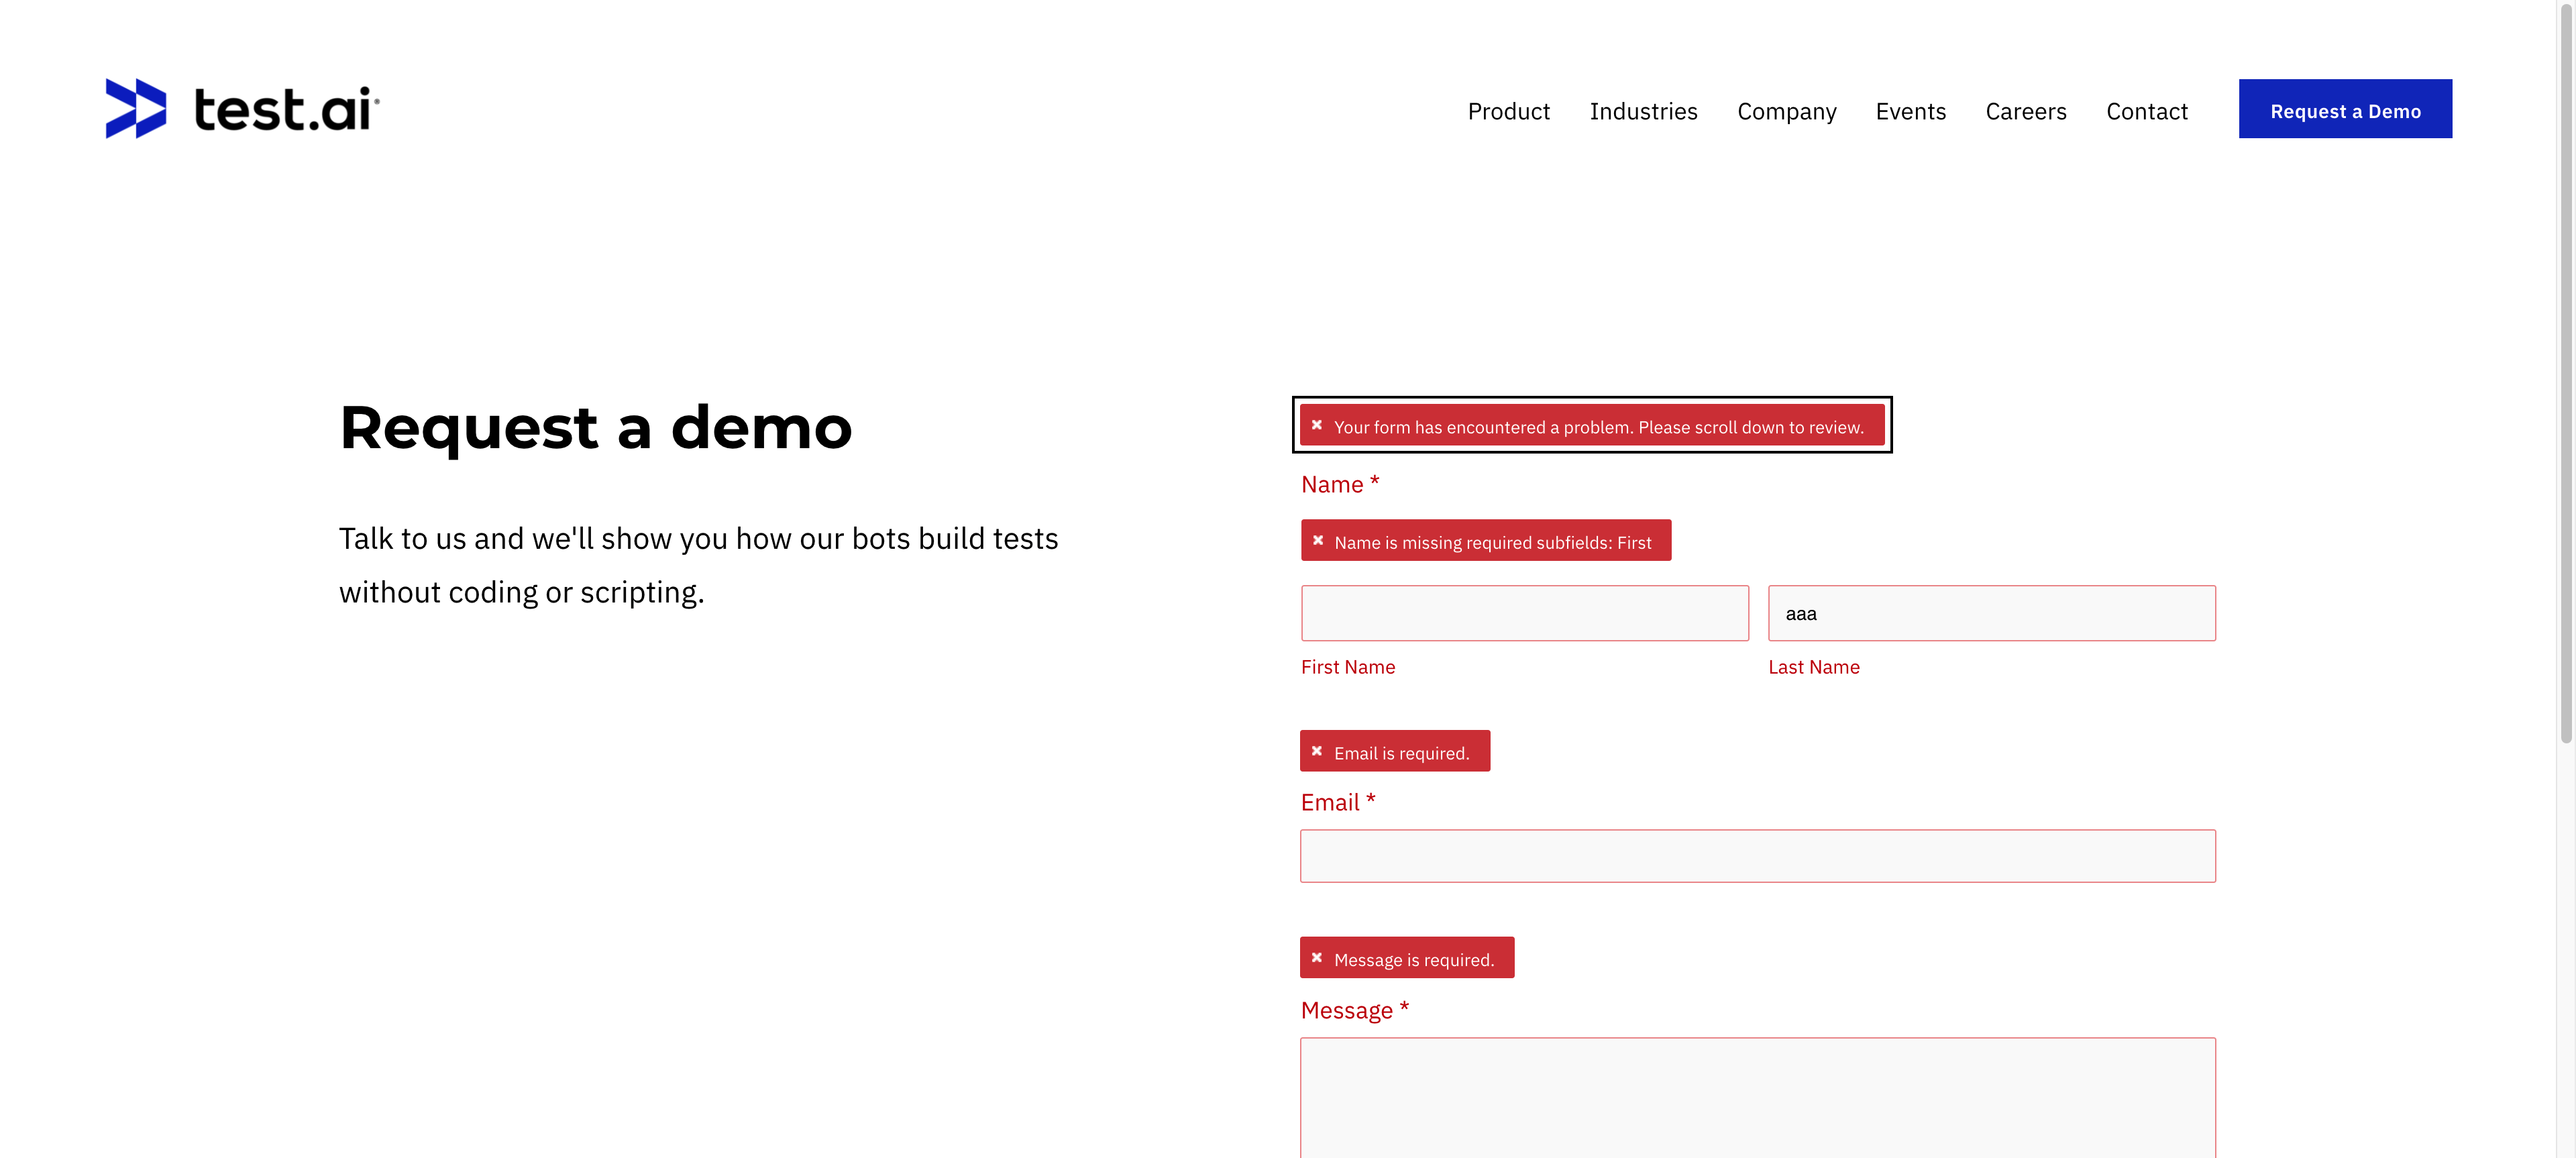 test.ai®
Product Industries Company Events Careers Contact Request a Demo
Request a demo
Talk to us and we'll show you how our bots build tests
without coding or scripting.
Your form has encountered a problem. Please scroll down to review.
Name *
Name is missing required subfields: First
aaa
First Name Last Name
Email is required.
Email *
Message is required.
Message *